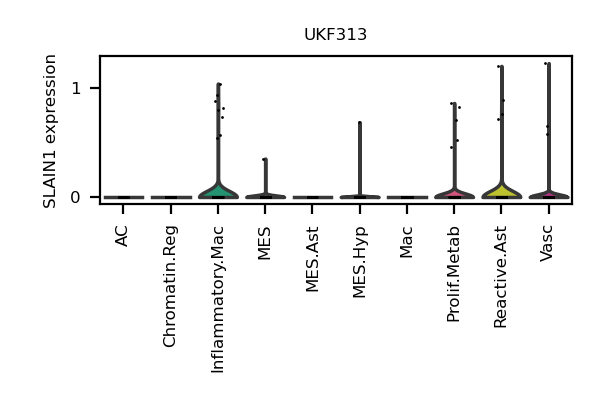 UKF313
SLAIN1 expression
1
0
AC
Chromatin.Reg
Inflammatory.Mac
MES
MES.Ast
MES.Hyp
Mac
Prolif.Metab
Reactive.Ast
Vasc